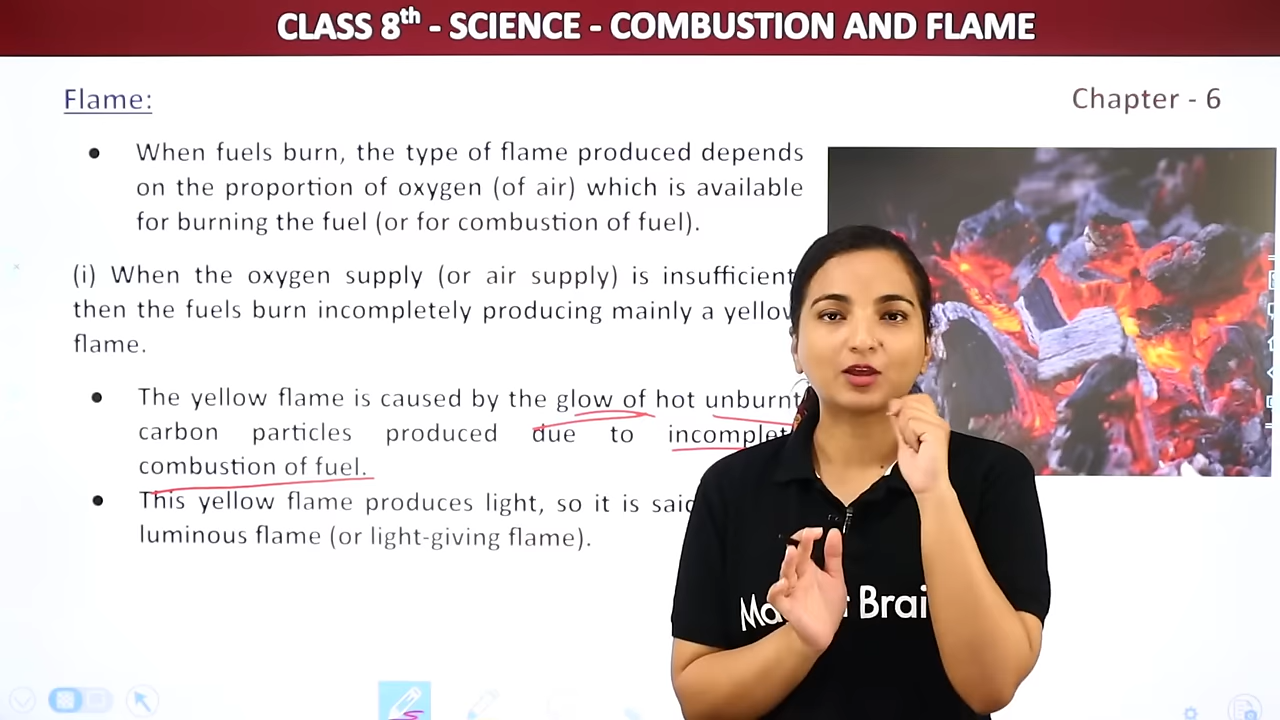 CLASS 8th - SCIENCE - COMBUSTION AND FLAME
Flame:
Chapter - 6
• When fuels burn, the type of flame produced depends
on the proportion of oxygen (of air) which is available
for burning the fuel (or for combustion of fuel).
(i) When the oxygen supply (or air supply) is insufficient
then the fuels burn incompletely producing mainly a
flame.
• The yellow flame is caused by the glow of hot unburnt
carbon particles produced due to
combustion of fuel.
• This yellow flame produces light, so it is
luminous flame (or light-giving flame).